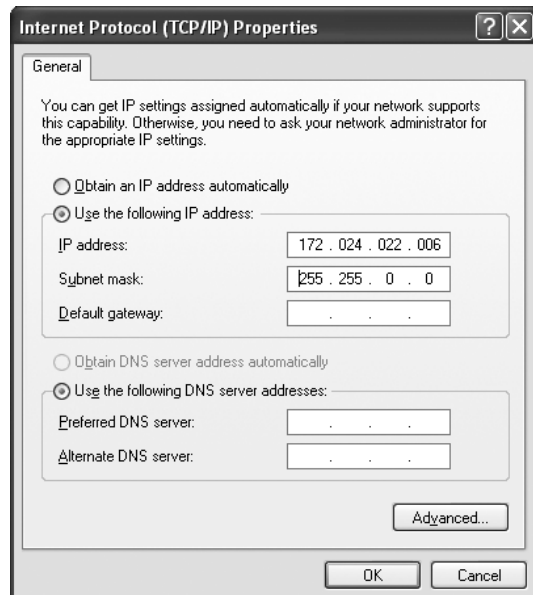 Internet Protocol (TCP/IP) Properties
General
You can get IP settings assigned automatically if your network supports
this capability. Otherwise, you need to ask your network administrator for
the appropriate IP settings.
Obtain an IP address automatically
Use the following IP address:
IP address: 172 . 024 . 022 . 006
Subnet mask: 255 . 255 . 0 . 0
Default gateway: . . .
Obtain DNS server address automatically
Use the following DNS server addresses:
Preferred DNS server: . . .
Alternate DNS server: . . .
Advanced...
OK Cancel